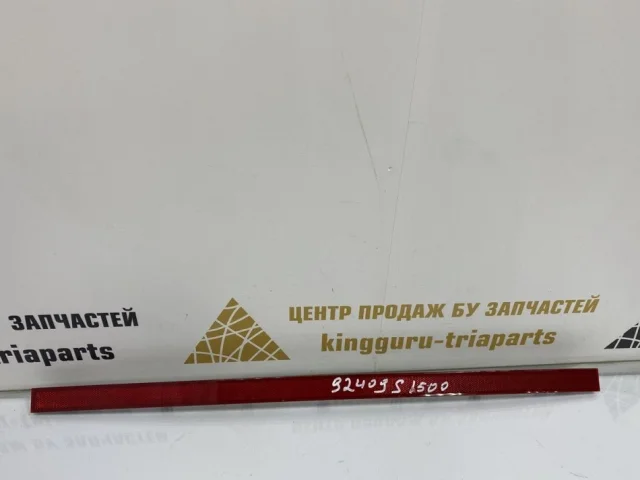 ЗАПЧАСТЕЙ
riaparts
ЦЕНТР ПРОДАЖ БУ ЗАПЧАСТЕЙ
kingguru-triaparts
92409S1500